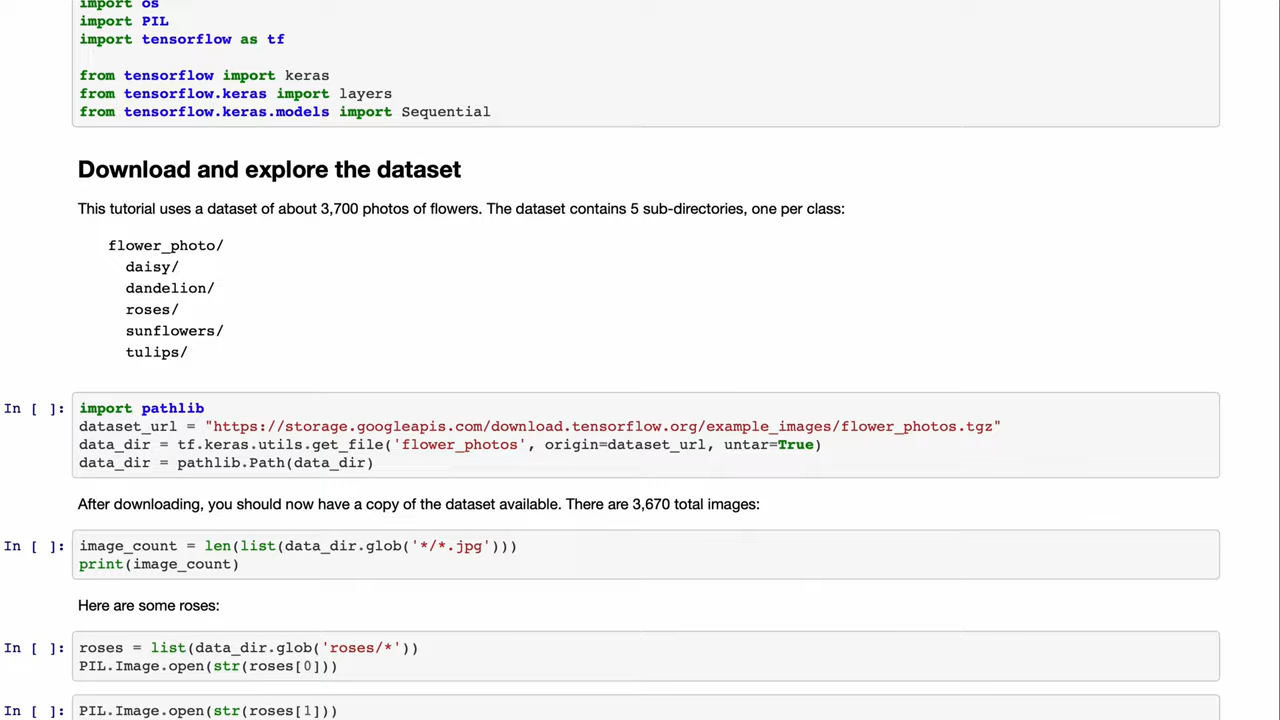 import os
import PIL
import tensorflow as tf
from tensorflow import keras
from tensorflow.keras import layers
from tensorflow.keras.models import Sequential
Download and explore the dataset
This tutorial uses a dataset of about 3,700 photos of flowers. The dataset contains 5 sub-directories, one per class:
flower_photo/
daisy/
dandelion/
roses/
sunflowers/
tulips/
In [ ]: import pathlib
dataset_url = "https://storage.googleapis.com/download.tensorflow.org/example_images/flower_photos.tgz"
data_dir = tf.keras.utils.get_file('flower_photos', origin=dataset_url, untar=True)
data_dir = pathlib.Path(data_dir)
After downloading, you should now have a copy of the dataset available. There are 3,670 total images:
In [ ]: image_count = len(list(data_dir.glob('*/*.jpg')))
print(image_count)
Here are some roses:
In [ ]: roses = list(data_dir.glob('roses/*'))
PIL.Image.open(str(roses[0]))
In [ ]: PIL.Image.open(str(roses[1]))